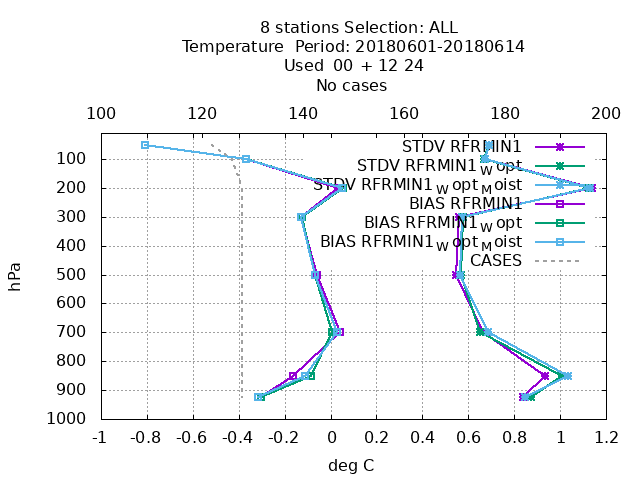 8 stations Selection: ALL
Temperature  Period: 20180601-20180614
Used  00 + 12 24
No cases
100 120 140 160 180 200
STDV RFRMIN1
STDV RFRMIN1WOpt
STDV RFRMIN1WoptMoist
BIAS RFRMIN1
BIAS RFRMIN1Wopt
BIAS RFRMIN1WoptMoist
CASES
100
200
300
400
500
600
700
800
900
1000
hPa
-1 -0.8 -0.6 -0.4 -0.2 0 0.2 0.4 0.6 0.8 1 1.2
deg C